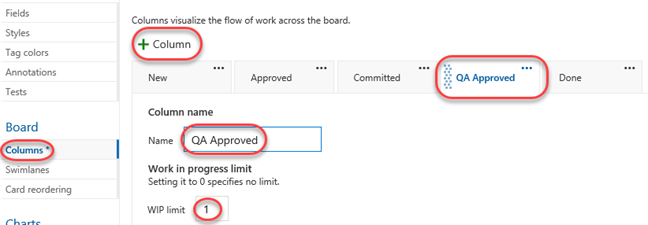 Fields
Styles
Tag colors
Annotations
Tests
Board
Columns *
Swimlanes
Card reordering
Charts
Columns visualize the flow of work across the board.
+ Column
New ••• Approved ••• Committed ••• QA Approved ••• Done •••
Column name
Name QA Approved
Work in progress limit
Setting it to 0 specifies no limit.
WIP limit 1